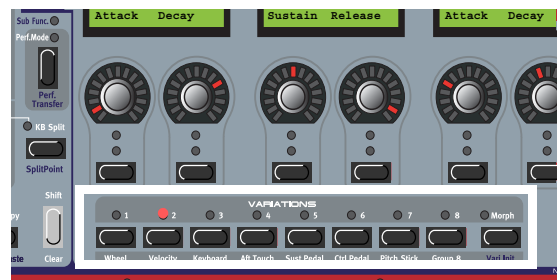 Sub Func.
Attack Decay
Sustain Release
Attack Decay
Perf.Mode
Perf.
Transfer
KB Split
SplitPoint
Shift
Clear
VARIATIONS
1 2 3 4 5 6 7 8 Morph
Wheel Velocity Keyboard Aft Touch Sust Pedal Ctrl Pedal Pitch Stick Group 8 Vari Init